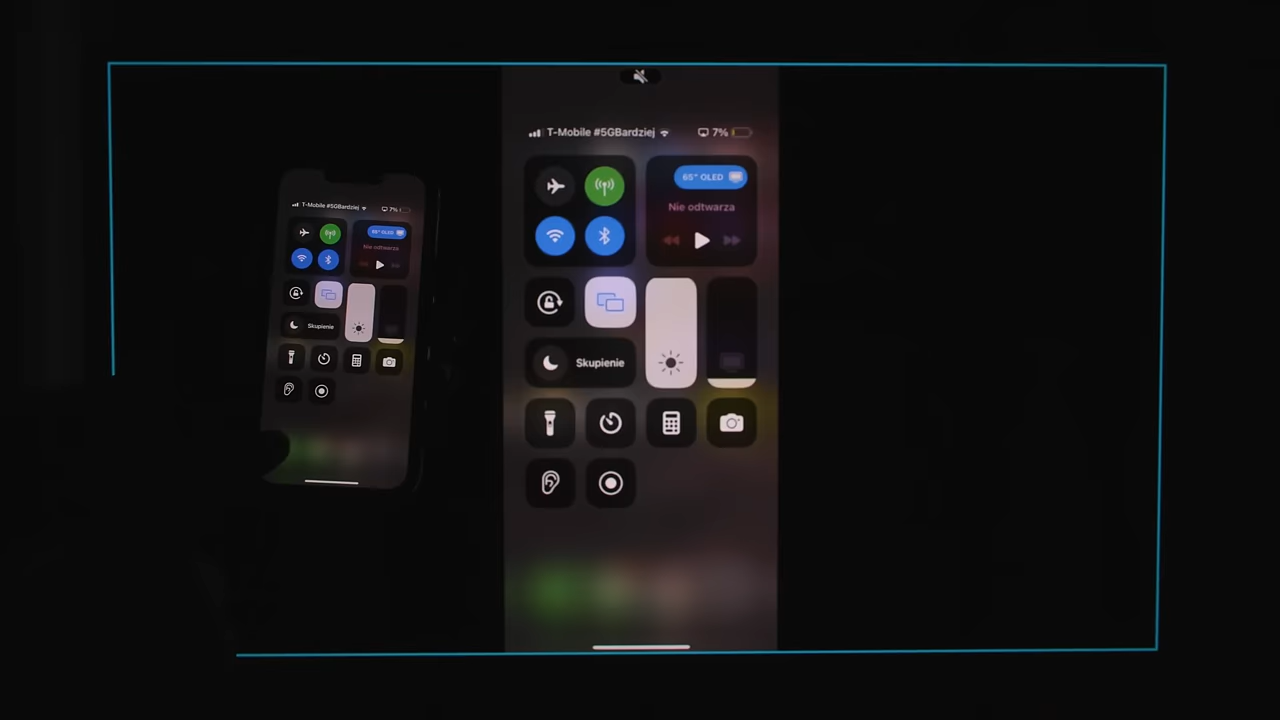 T-Mobile #5GBardziej 7%
65" OLED
Nie odtwarza
Skupienie
T-Mobile #5GBardziej 7%
65" OLED
Nie odtwarza
Skupienie